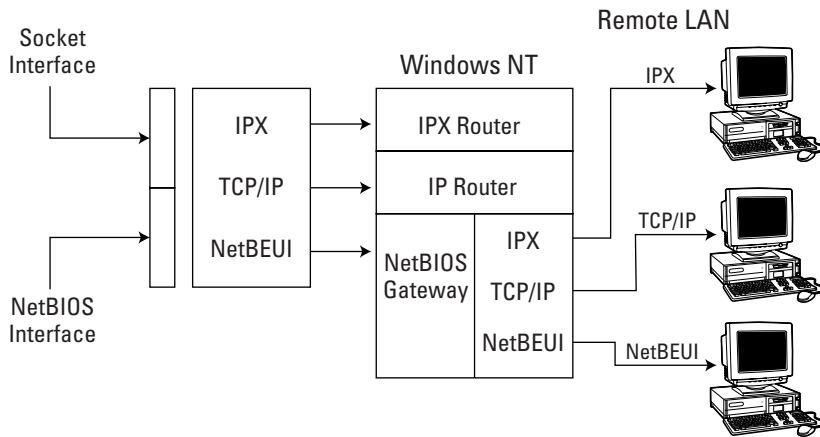 Remote LAN
Socket
Interface
Windows NT
IPX
IPX
IPX Router
TCP/IP
IP Router
TCP/IP
NetBEUI
NetBIOS
Gateway
IPX
TCP/IP
NetBEUI
NetBIOS
Interface
NetBEUI